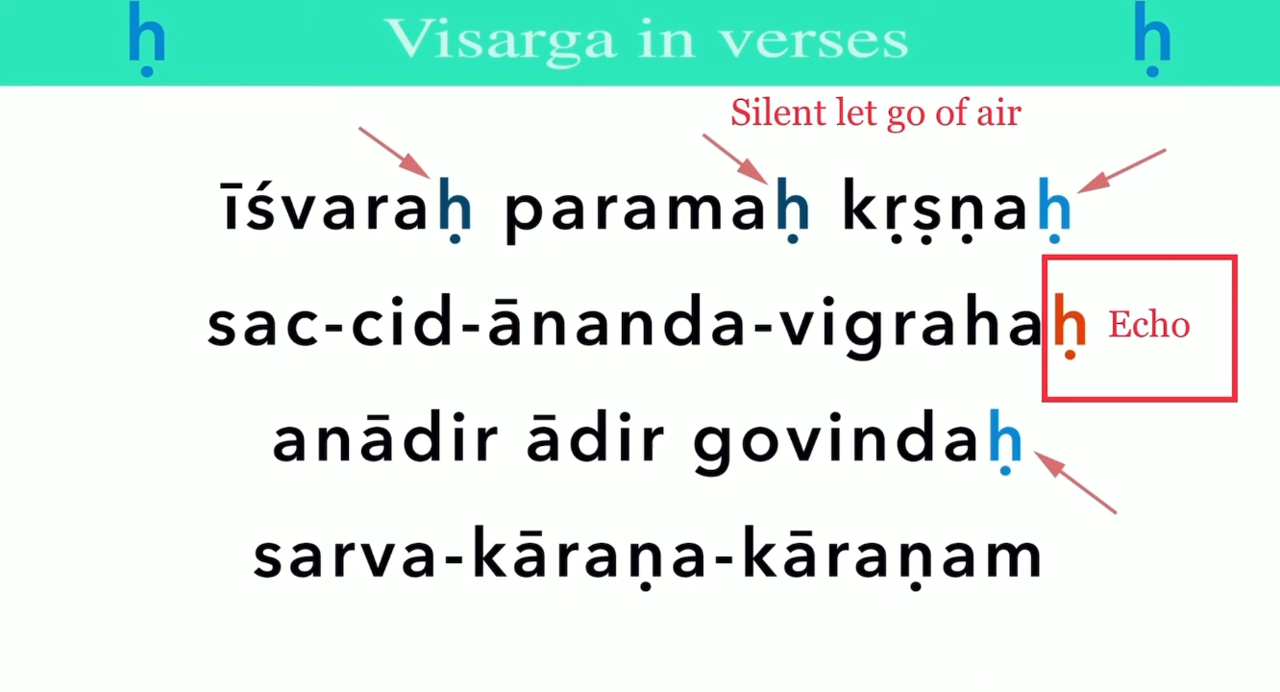 ḥ Visarga in verses ḥ
Silent let go of air
īśvaraḥ paramaḥ kṛṣṇaḥ
sac-cid-ānanda-vigrahaḥ Echo
anādir ādir govindaḥ
sarva-kāraṇa-kāraṇam